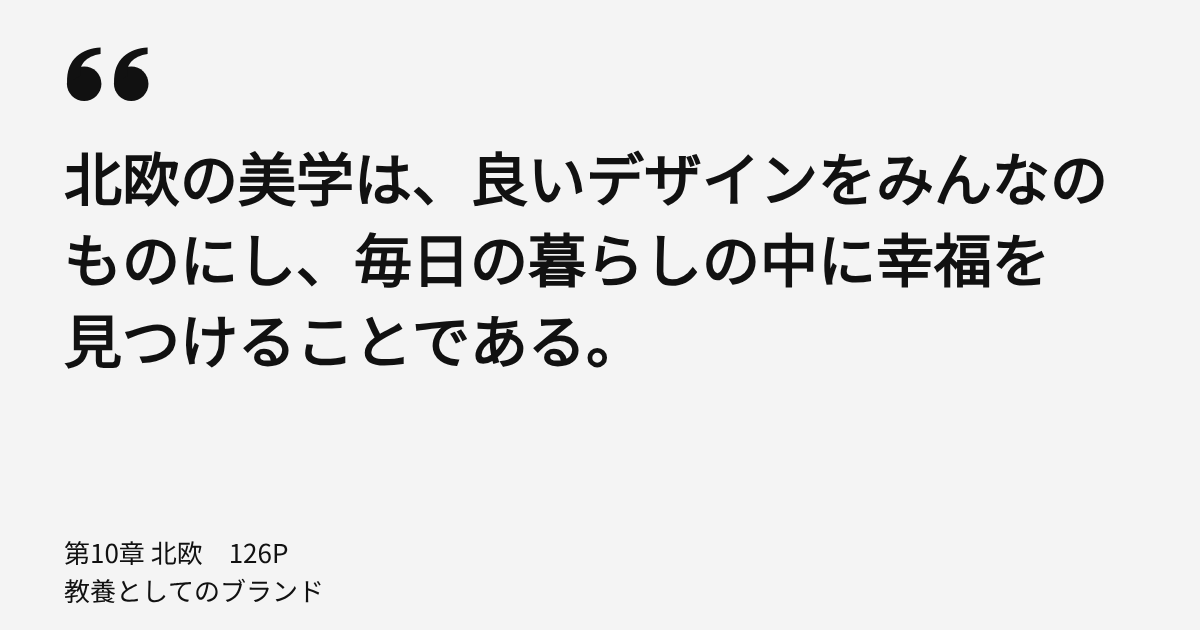 “
北欧の美学は、良いデザインをみんなの
ものにし、毎日の暮らしの中に幸福を
見つけることである。
第10章 北欧　126P
教養としてのブランド